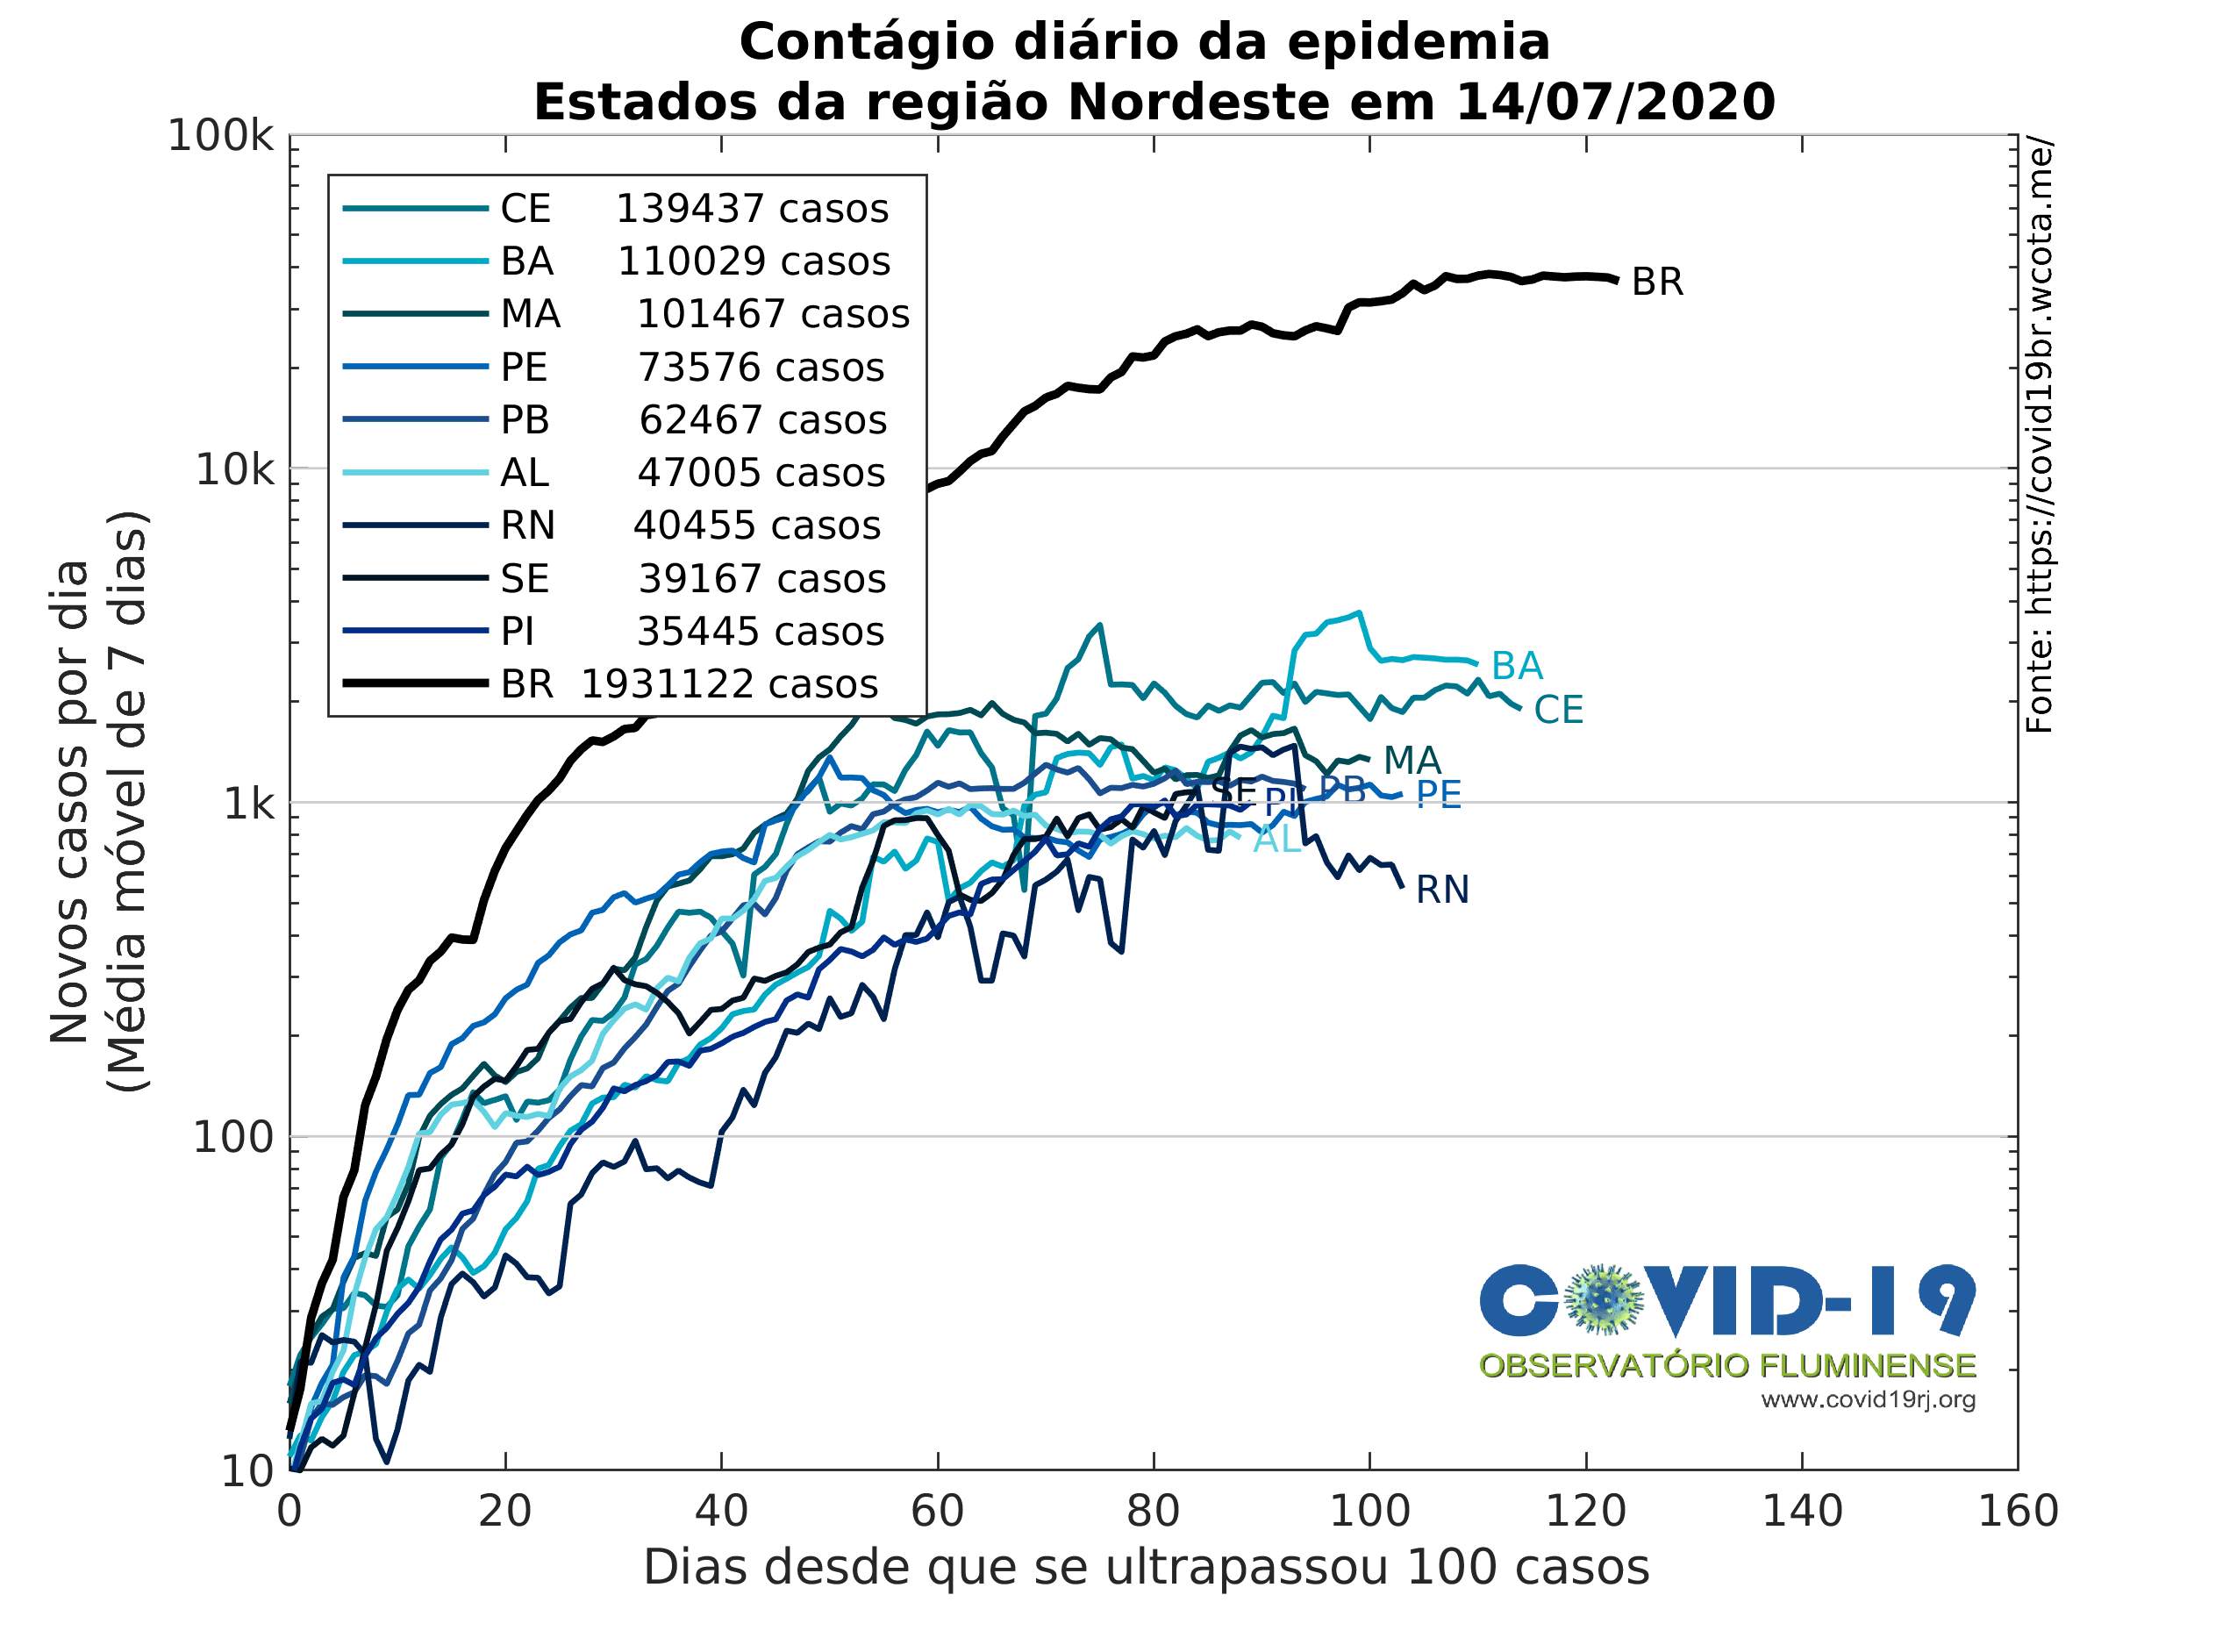 Contágio diário da epidemia
Estados da região Nordeste em 14/07/2020
Novos casos por dia
(Média móvel de 7 dias)
100k
10k
1k
100
10
CE 139437 casos
BA 110029 casos
MA 101467 casos
PE 73576 casos
PB 62467 casos
AL 47005 casos
RN 40455 casos
SE 39167 casos
PI 35445 casos
BR 1931122 casos
BR
BA
CE
MA
SE
PI
PB
PE
AL
RN
Fonte: https://covid19br.wcota.me/
COVID-19
OBSERVATÓRIO FLUMINENSE
www.covid19rj.org
0 20 40 60 80 100 120 140 160
Dias desde que se ultrapassou 100 casos